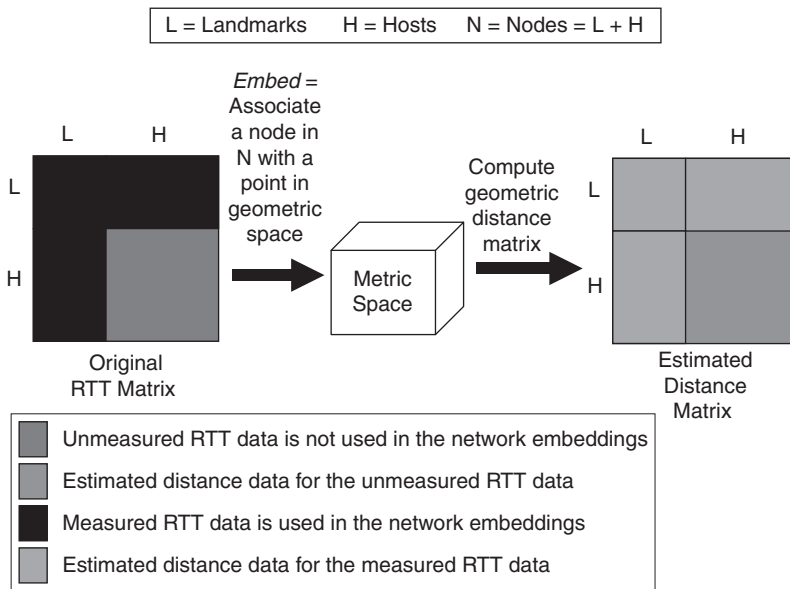 L = Landmarks H = Hosts N = Nodes = L + H
Embed =
Associate
a node in
N with a
point in
geometric
space
L H
L
H
Original
RTT Matrix
Metric
Space
Compute
geometric
distance
matrix
L H
L
H
Estimated
Distance
Matrix
Unmeasured RTT data is not used in the network embeddings
Estimated distance data for the unmeasured RTT data
Measured RTT data is used in the network embeddings
Estimated distance data for the measured RTT data